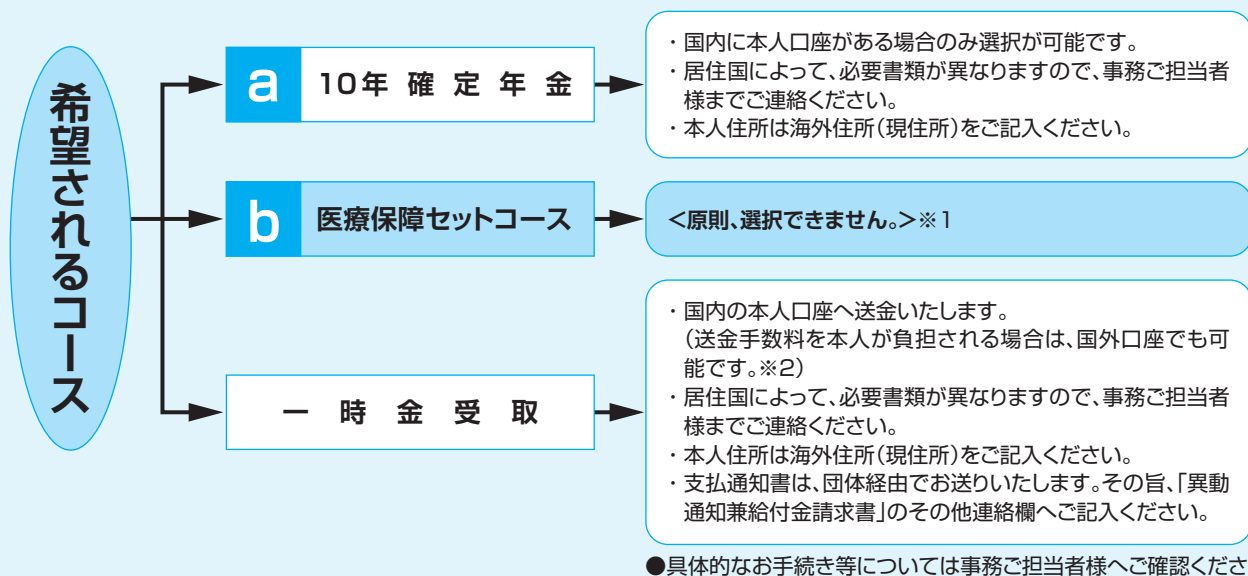 希望されるコース
a 10年確定年金
・国内に本人口座がある場合のみ選択が可能です。
・居住国によって、必要書類が異なりますので、事務ご担当者
様までご連絡ください。
・本人住所は海外住所(現住所)をご記入ください。
b 医療保障セットコース
<原則、選択できません。>※1
一時金受取
・国内の本人口座へ送金いたします。
(送金手数料を本人が負担される場合は、国外口座でも可
能です。※2)
・居住国によって、必要書類が異なりますので、事務ご担当者
様までご連絡ください。
・本人住所は海外住所(現住所)をご記入ください。
・支払通知書は、団体経由でお送りいたします。その旨、「異動
通知兼給付金請求書」のその他連絡欄へご記入ください。
●具体的なお手続き等については事務ご担当者様へご確認くださ